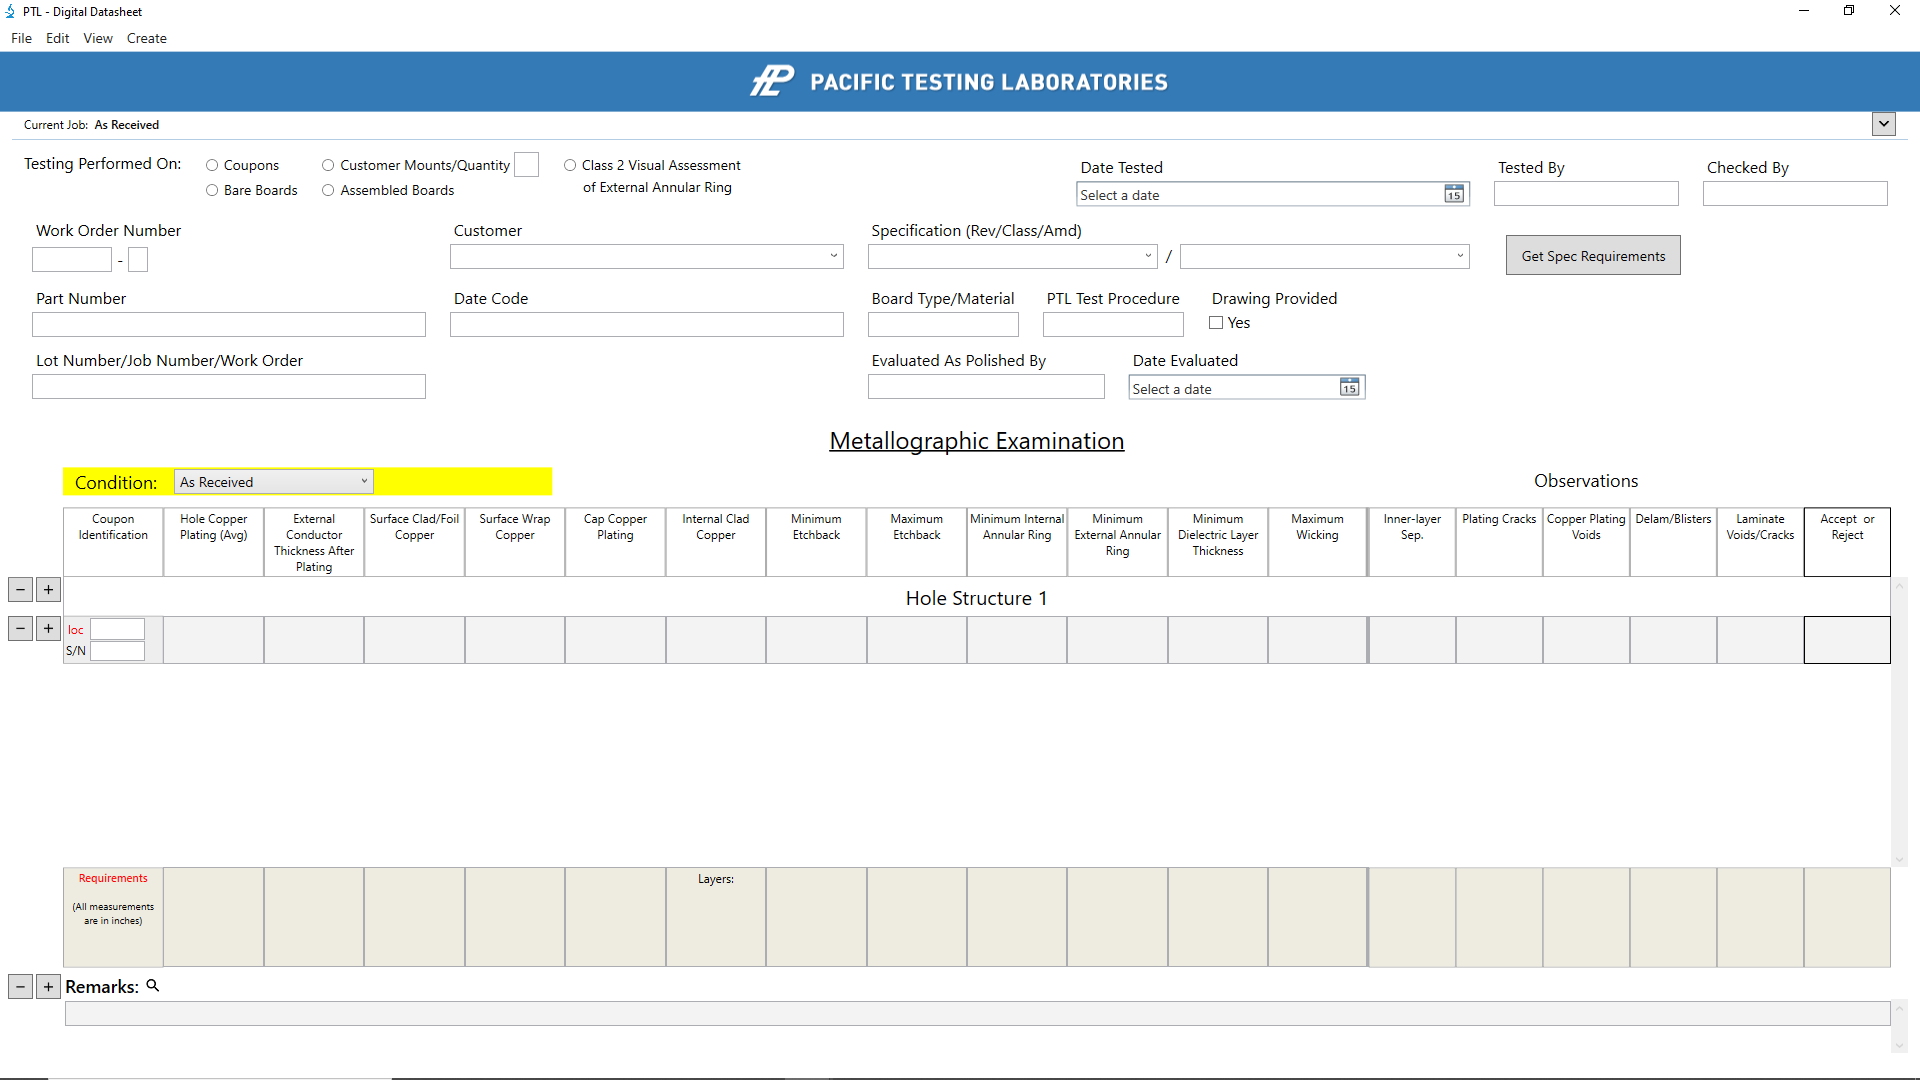 PTL - Digital Datasheet
File Edit View Create
PACIFIC TESTING LABORATORIES
Current Job: As Received
Testing Performed On:
Coupons
Customer Mounts/Quantity
Class 2 Visual Assessment
of External Annular Ring
Bare Boards
Assembled Boards
Date Tested
Select a date
15
Tested By
Checked By
Work Order Number
-
Customer
Specification (Rev/Class/Amd)
/
Get Spec Requirements
Part Number
Date Code
Board Type/Material
PTL Test Procedure
Drawing Provided
Yes
Lot Number/Job Number/Work Order
Evaluated As Polished By
Date Evaluated
Select a date
15
Metallographic Examination
Condition: As Received
Observations
Coupon
Identification
Hole Copper
Plating (Avg)
External
Conductor
Thickness After
Plating
Surface Clad/Foil
Copper
Surface Wrap
Copper
Cap Copper
Plating
Internal Clad
Copper
Minimum
Etchback
Maximum
Etchback
Minimum Internal
Annular Ring
Minimum
External Annular
Ring
Minimum
Dielectric Layer
Thickness
Maximum
Wicking
Inner-layer
Sep.
Plating Cracks
Copper Plating
Voids
Delam/Blisters
Laminate
Voids/Cracks
Accept or
Reject
- +
Hole Structure 1
- +
loc
S/N
Requirements
(All measurements
are in inches)
Layers:
- + Remarks: